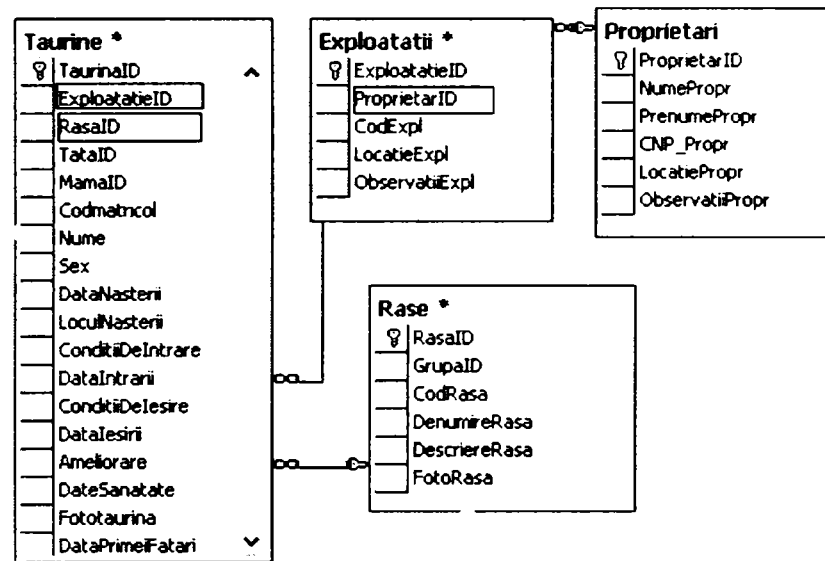 Taurine *
TaurinaID
ExploatatieID
RasaID
TataID
MamaID
Codmatricol
Nume
Sex
DataNasterii
LoculNasterii
ConditiiDeIntrare
DataIntrarii
ConditiiDeIesire
DataIesirii
Ameliorare
DateSanatate
Fototaurina
DataPrimeiFatari
Exploatatii *
ExploatatieID
ProprietarID
CodExpl
LocatieExpl
ObservatiiExpl
Proprietari
ProprietarID
NumePropr
PrenumePropr
CNP_Propr
LocatiePropr
ObservatiiPropr
Rase *
RasaID
GrupaID
CodRasa
DenumireRasa
DescriereRasa
FotoRasa